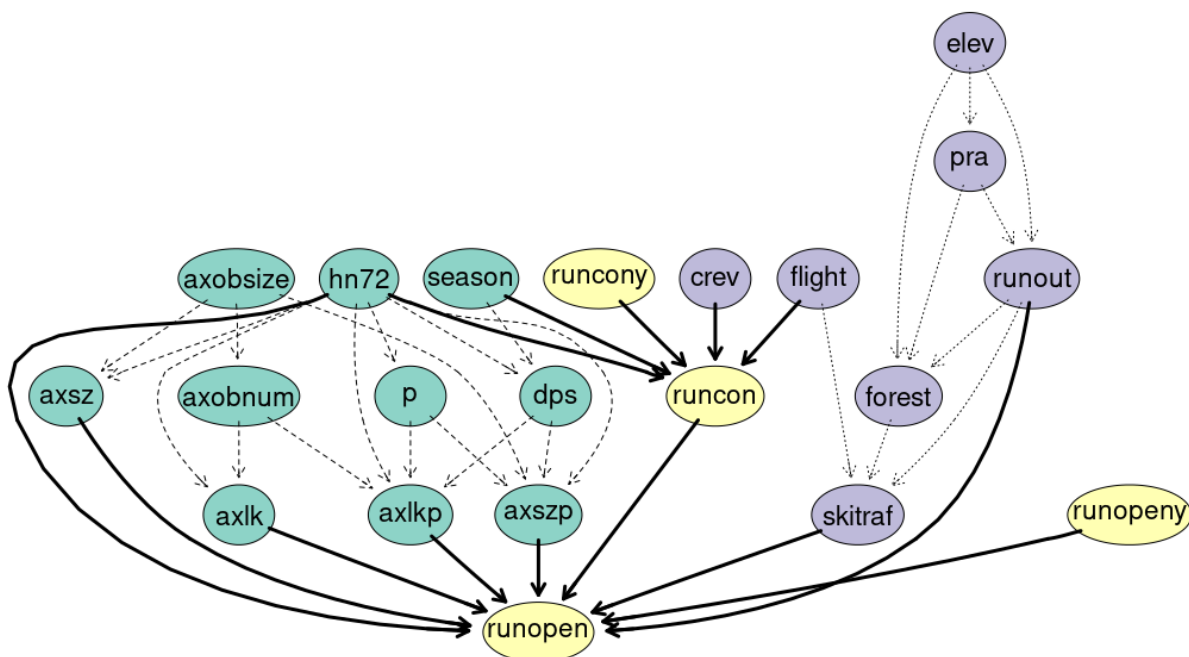 elev
pra
axobsize
hn72
season
runcony
crev
flight
runout
axsz
axobnum
p
dps
runcon
forest
axlk
axlkp
axszp
skitraf
runopeny
runopen